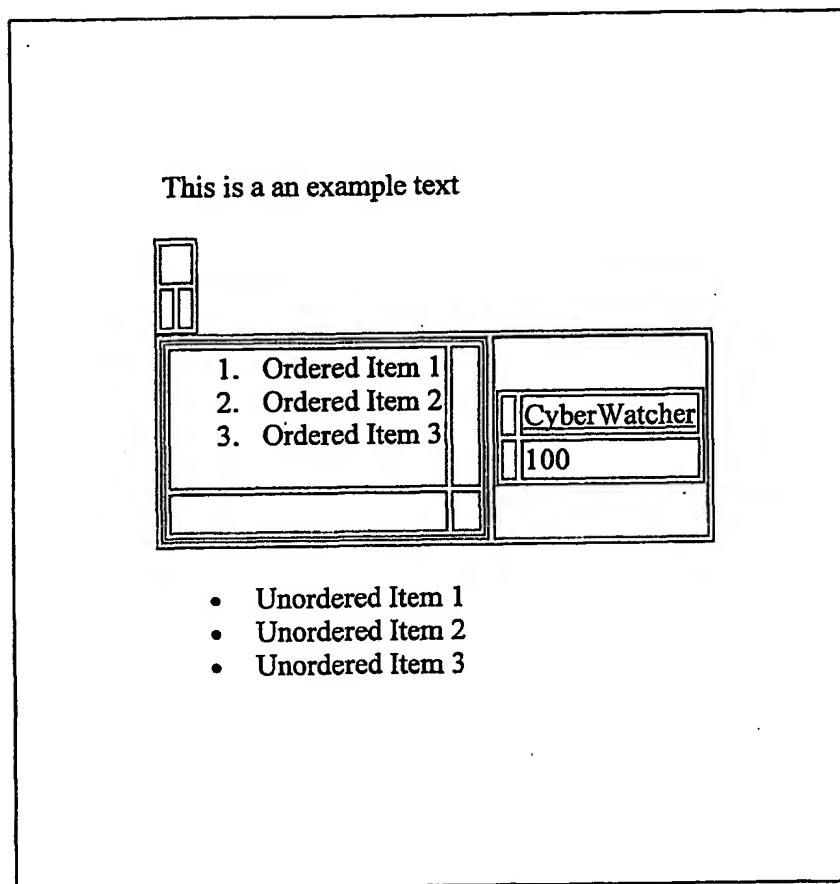 This is a an example text
1. Ordered Item 1
2. Ordered Item 2
3. Ordered Item 3
CyberWatcher
100
• Unordered Item 1
• Unordered Item 2
• Unordered Item 3